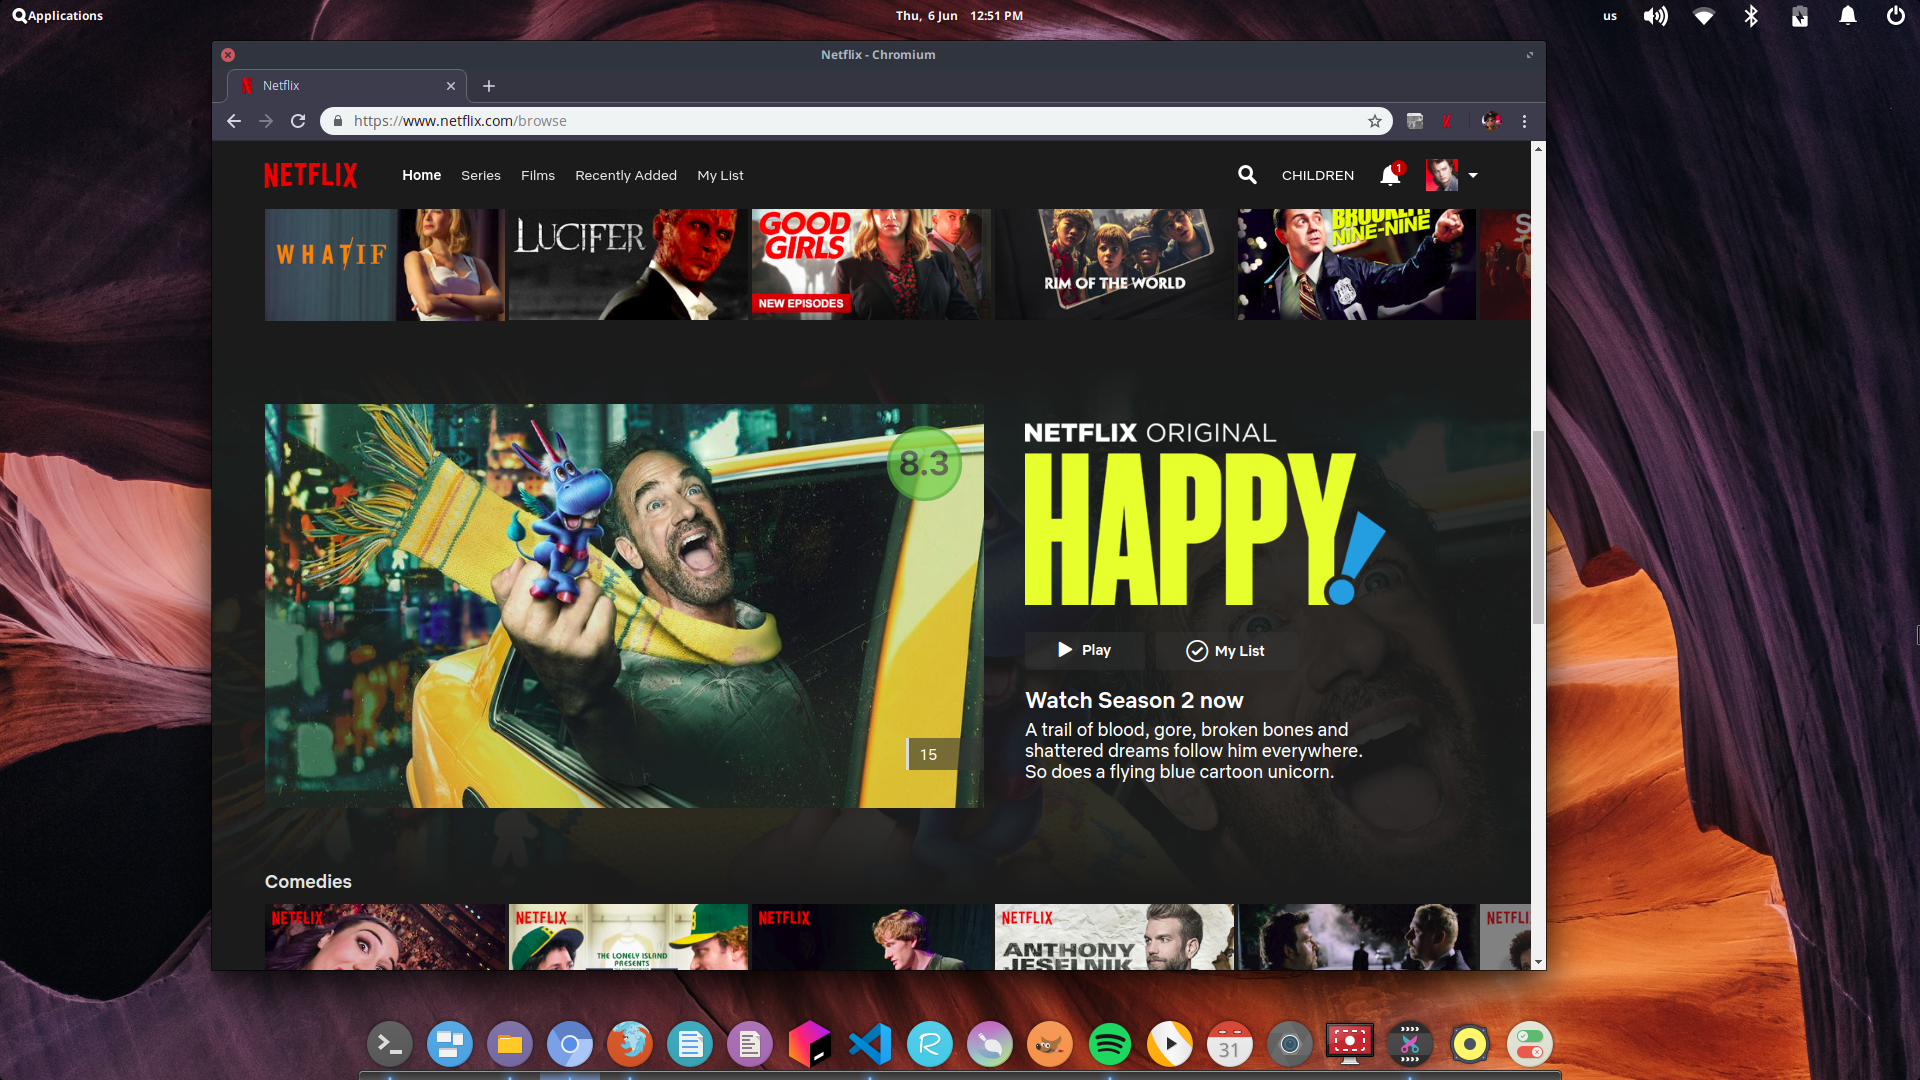 Applications
Thu, 6 Jun 12:51 PM
us
Netflix - Chromium
Netflix
https://www.netflix.com/browse
NETFLIX
Home
Series
Films
Recently Added
My List
CHILDREN
1
WHAT/IF
LUCIFER
GOOD
GIRLS
NEW EPISODES
RIM OF THE WORLD
BROOKLYN
NINE-NINE
S
8.3
15
NETFLIX ORIGINAL
HAPPY!
Play
My List
Watch Season 2 now
A trail of blood, gore, broken bones and
shattered dreams follow him everywhere.
So does a flying blue cartoon unicorn.
Comedies
NETFLIX
NETFLIX
THE LONELY ISLAND
PRESENTS
NETFLIX
NETFLIX
ANTHONY
JESELNIK
NETFLI
31